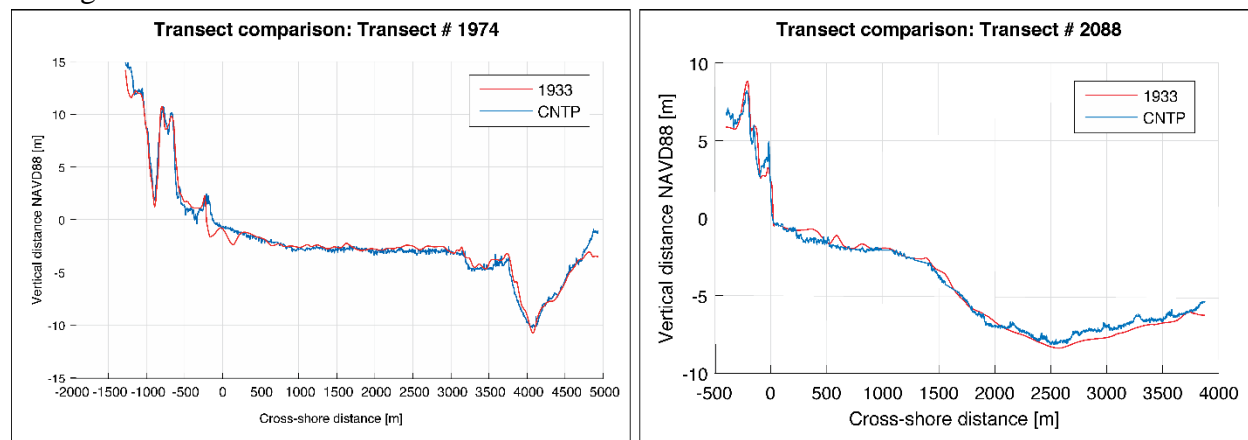 Transect comparison: Transect # 1974
15
10
5
0
-5
-10
-15
Vertical distance NAVD88 [m]
1933
CNTP
-2000 -1500 -1000 -500 0 500 1000 1500 2000 2500 3000 3500 4000 4500 5000
Cross-shore distance [m]
Transect comparison: Transect # 2088
10
5
0
-5
-10
Vertical distance NAVD88 [m]
1933
CNTP
-500 0 500 1000 1500 2000 2500 3000 3500 4000
Cross-shore distance [m]